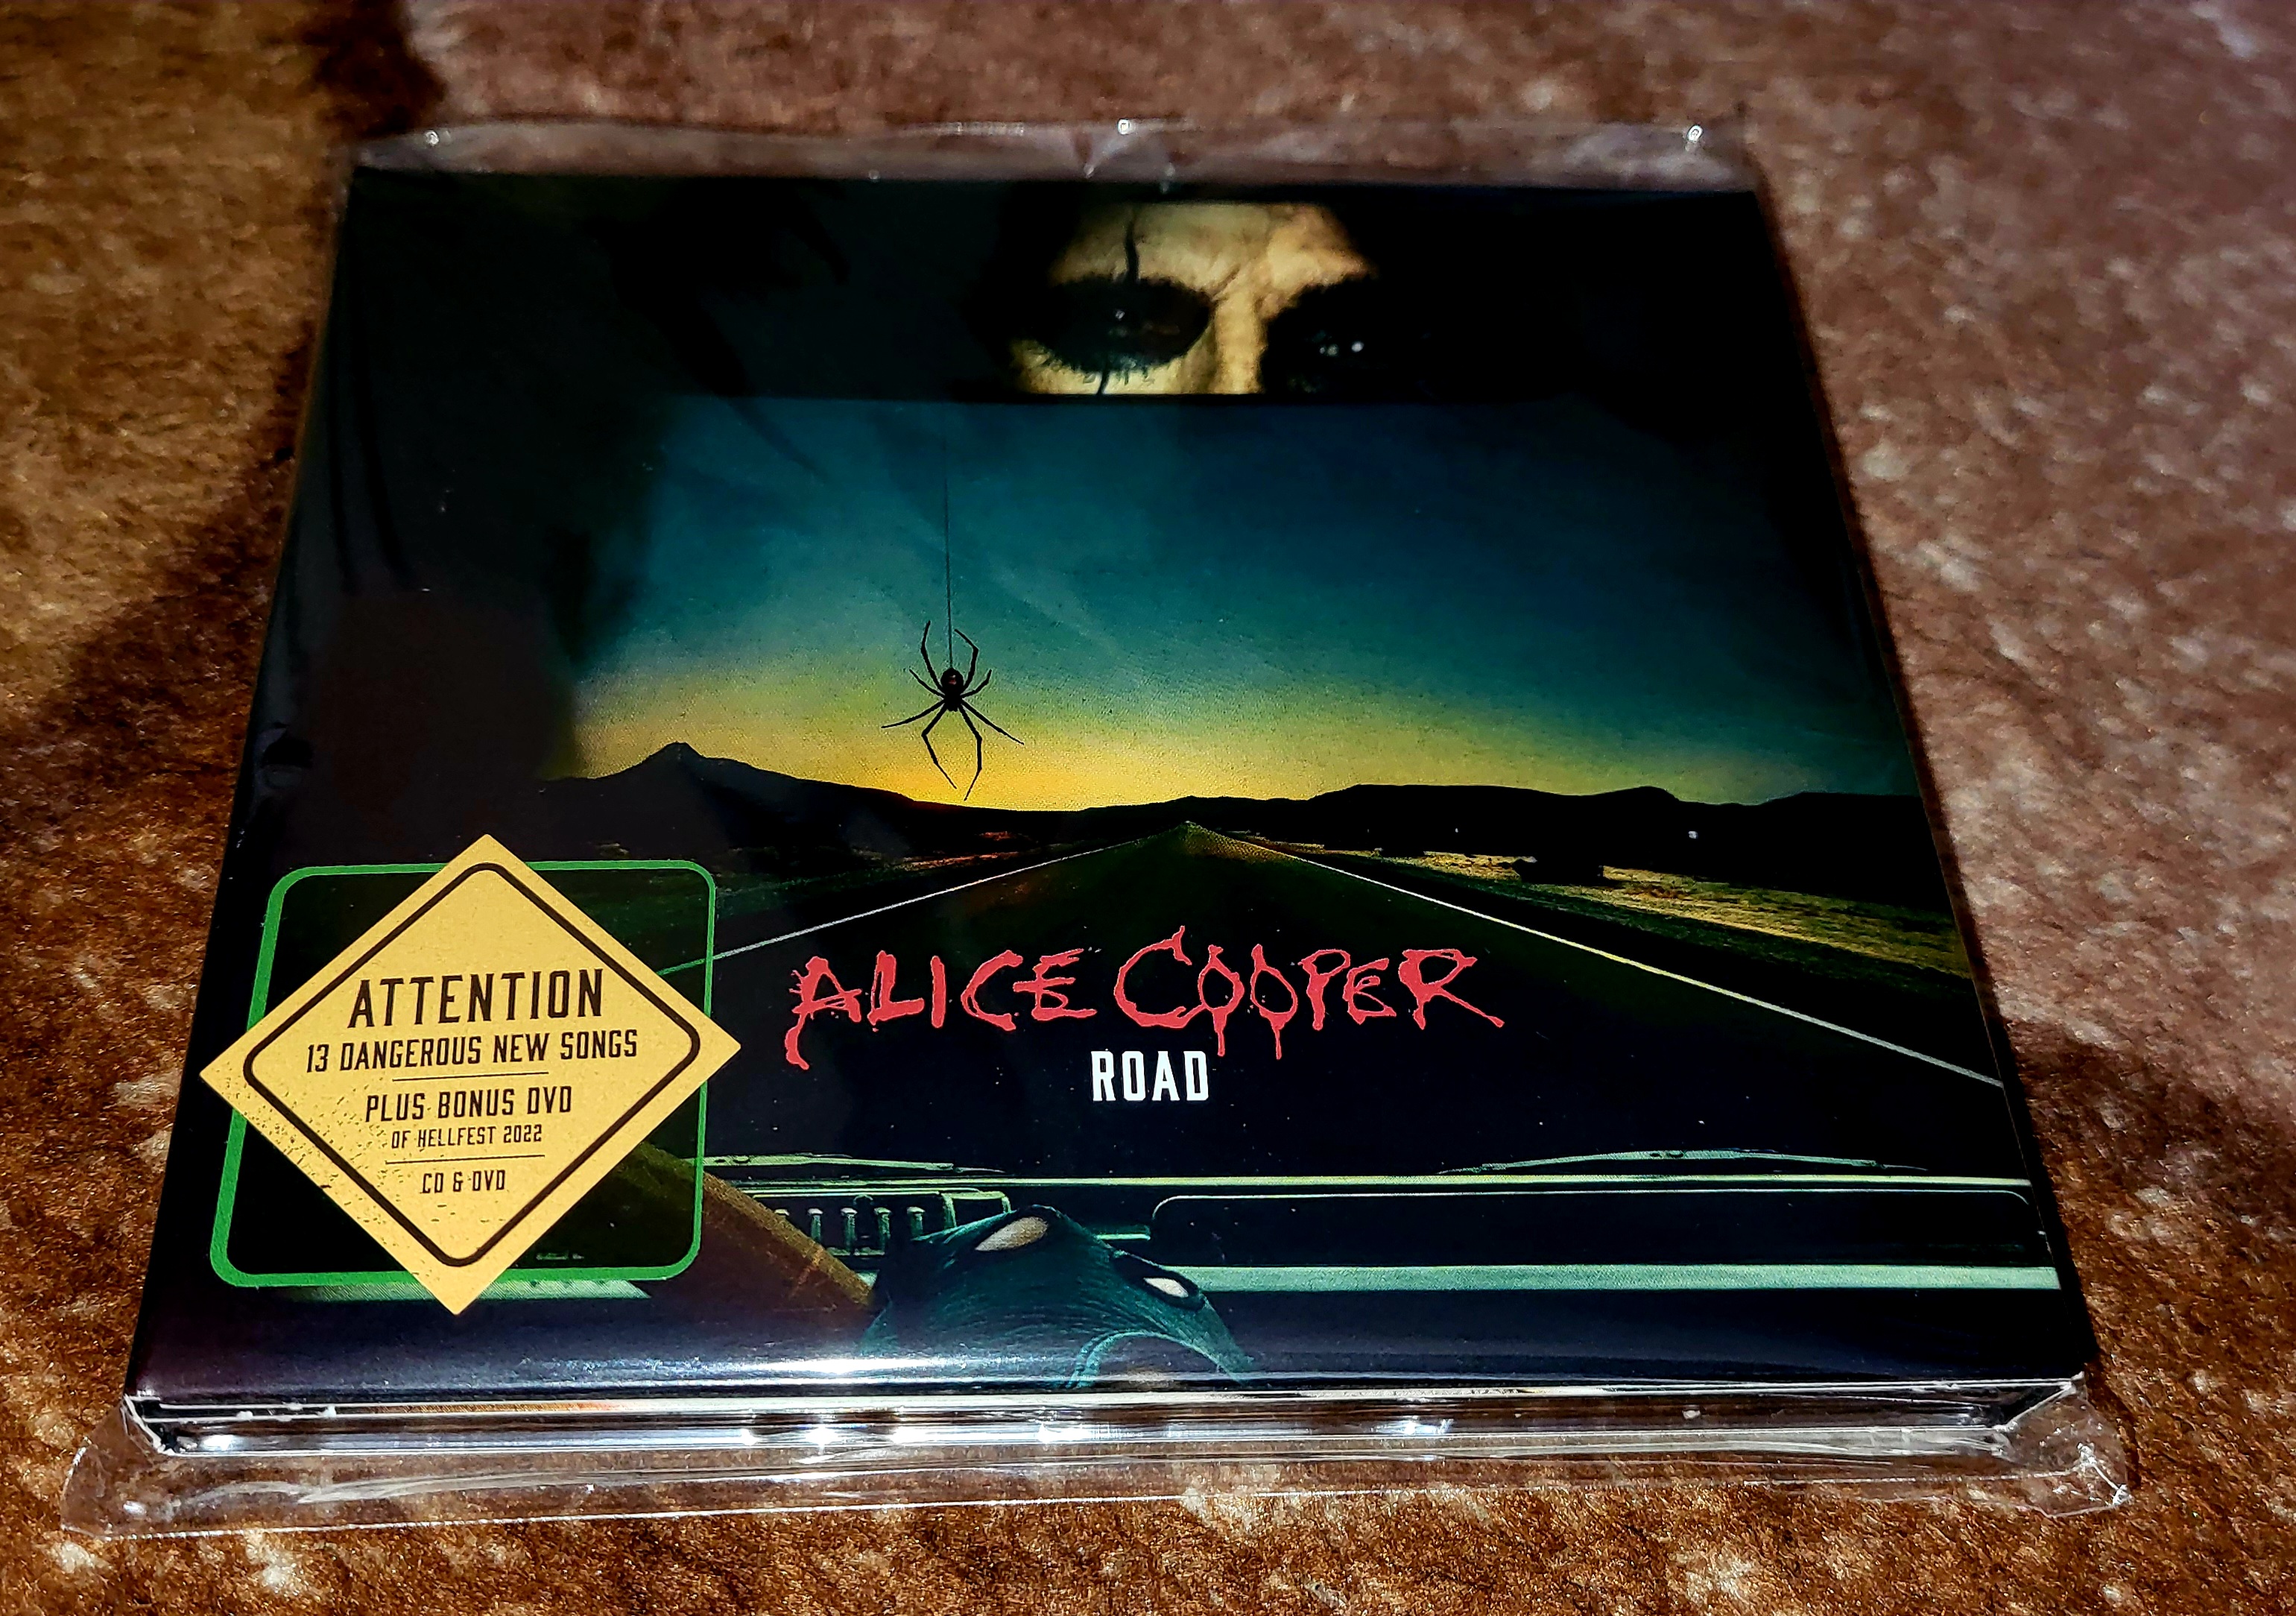 ALICE COOPER
ROAD
ATTENTION
13 DANGEROUS NEW SONGS
PLUS BONUS DVD
OF HELLFEST 2022
CD & DVD